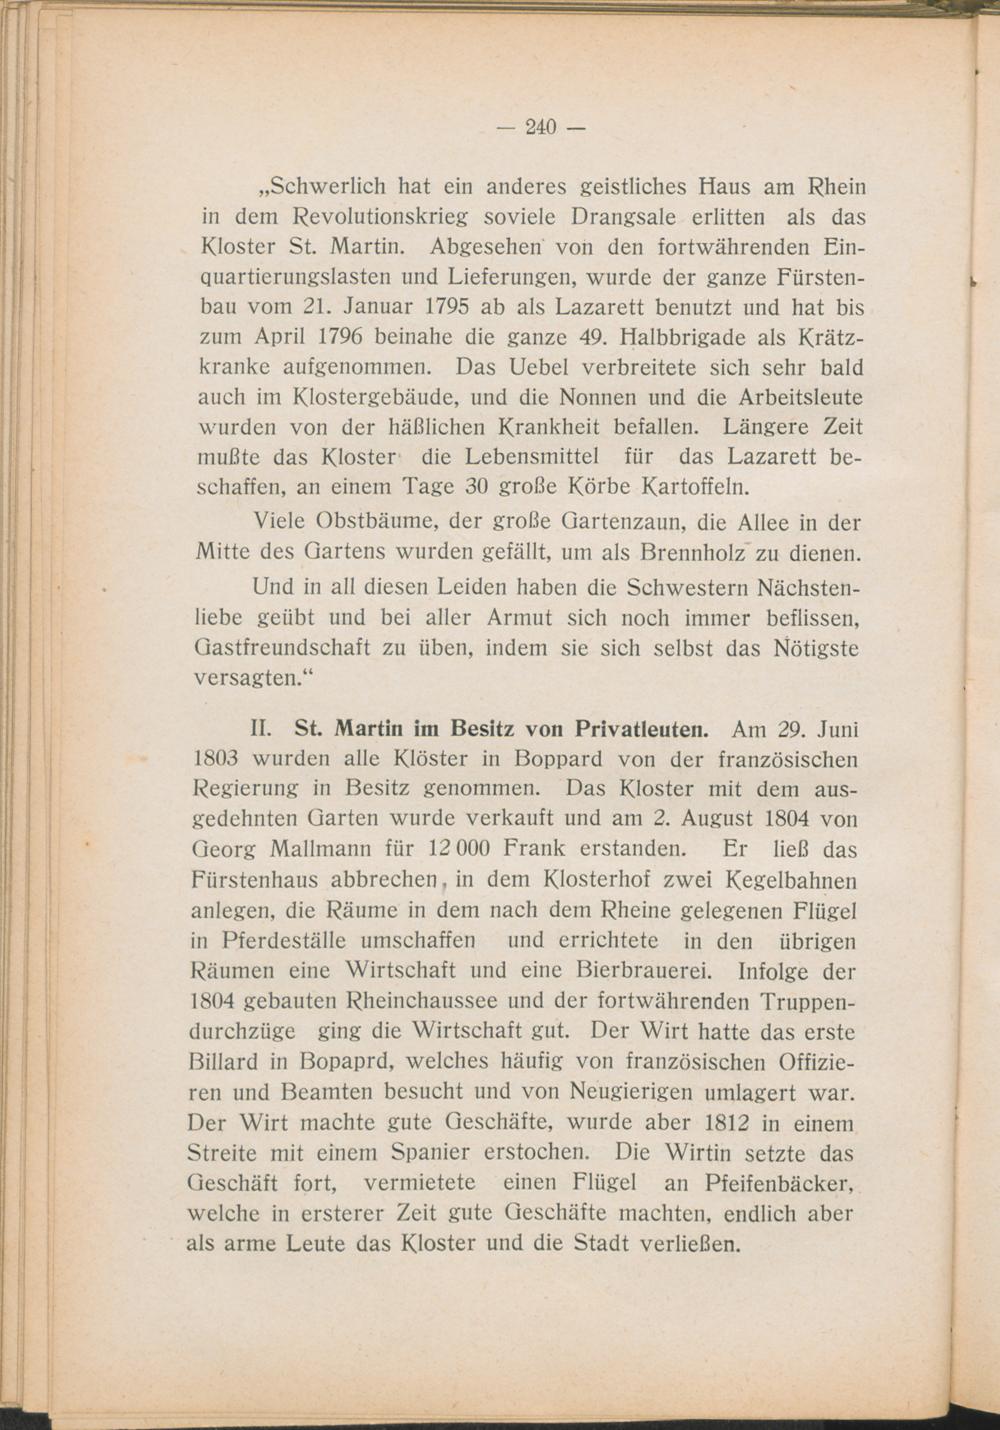 — 240 —
„Schwerlich hat ein anderes geistliches Haus am Rhein
in dem Revolutionskrieg soviele Drangsale erlitten als das
Kloster St. Martin. Abgesehen von den fortwährenden Ein-
quartierungslasten und Lieferungen, wurde der ganze Fürsten-
bau vom 21. Januar 1795 ab als Lazarett benutzt und hat bis
zum April 1796 beinahe die ganze 49. Halbbrigade als Krätz-
kranke aufgenommen. Das Uebel verbreitete sich sehr bald
auch im Klostergebäude, und die Nonnen und die Arbeitsleute
wurden von der häßlichen Krankheit befallen. Längere Zeit
mußte das Kloster die Lebensmittel für das Lazarett be-
schaffen, an einem Tage 30 große Körbe Kartoffeln.
Viele Obstbäume, der große Gartenzaun, die Allee in der
Mitte des Gartens wurden gefällt, um als Brennholz zu dienen.
Und in all diesen Leiden haben die Schwestern Nächsten-
liebe geübt und bei aller Armut sich noch immer beflissen,
Gastfreundschaft zu üben, indem sie sich selbst das Nötigste
versagten.“
II. St. Martin im Besitz von Privatleuten. Am 29. Juni
1803 wurden alle Klöster in Boppard von der französischen
Regierung in Besitz genommen. Das Kloster mit dem aus-
gedehnten Garten wurde verkauft und am 2. August 1804 von
Georg Mallmann für 12 000 Frank erstanden. Er ließ das
Fürstenhaus abbrechen, in dem Klosterhof zwei Kegelbahnen
anlegen, die Räume in dem nach dem Rheine gelegenen Flügel
in Pferdeställe umschaffen und errichtete in den übrigen
Räumen eine Wirtschaft und eine Bierbrauerei. Infolge der
1804 gebauten Rheinchaussee und der fortwährenden Truppen-
durchzüge ging die Wirtschaft gut. Der Wirt hatte das erste
Billard in Bopaprd, welches häufig von französischen Offizie-
ren und Beamten besucht und von Neugierigen umlagert war.
Der Wirt machte gute Geschäfte, wurde aber 1812 in einem
Streite mit einem Spanier erstochen. Die Wirtin setzte das
Geschäft fort, vermietete einen Flügel an Pfeifenbäcker,
welche in ersterer Zeit gute Geschäfte machten, endlich aber
als arme Leute das Kloster und die Stadt verließen.